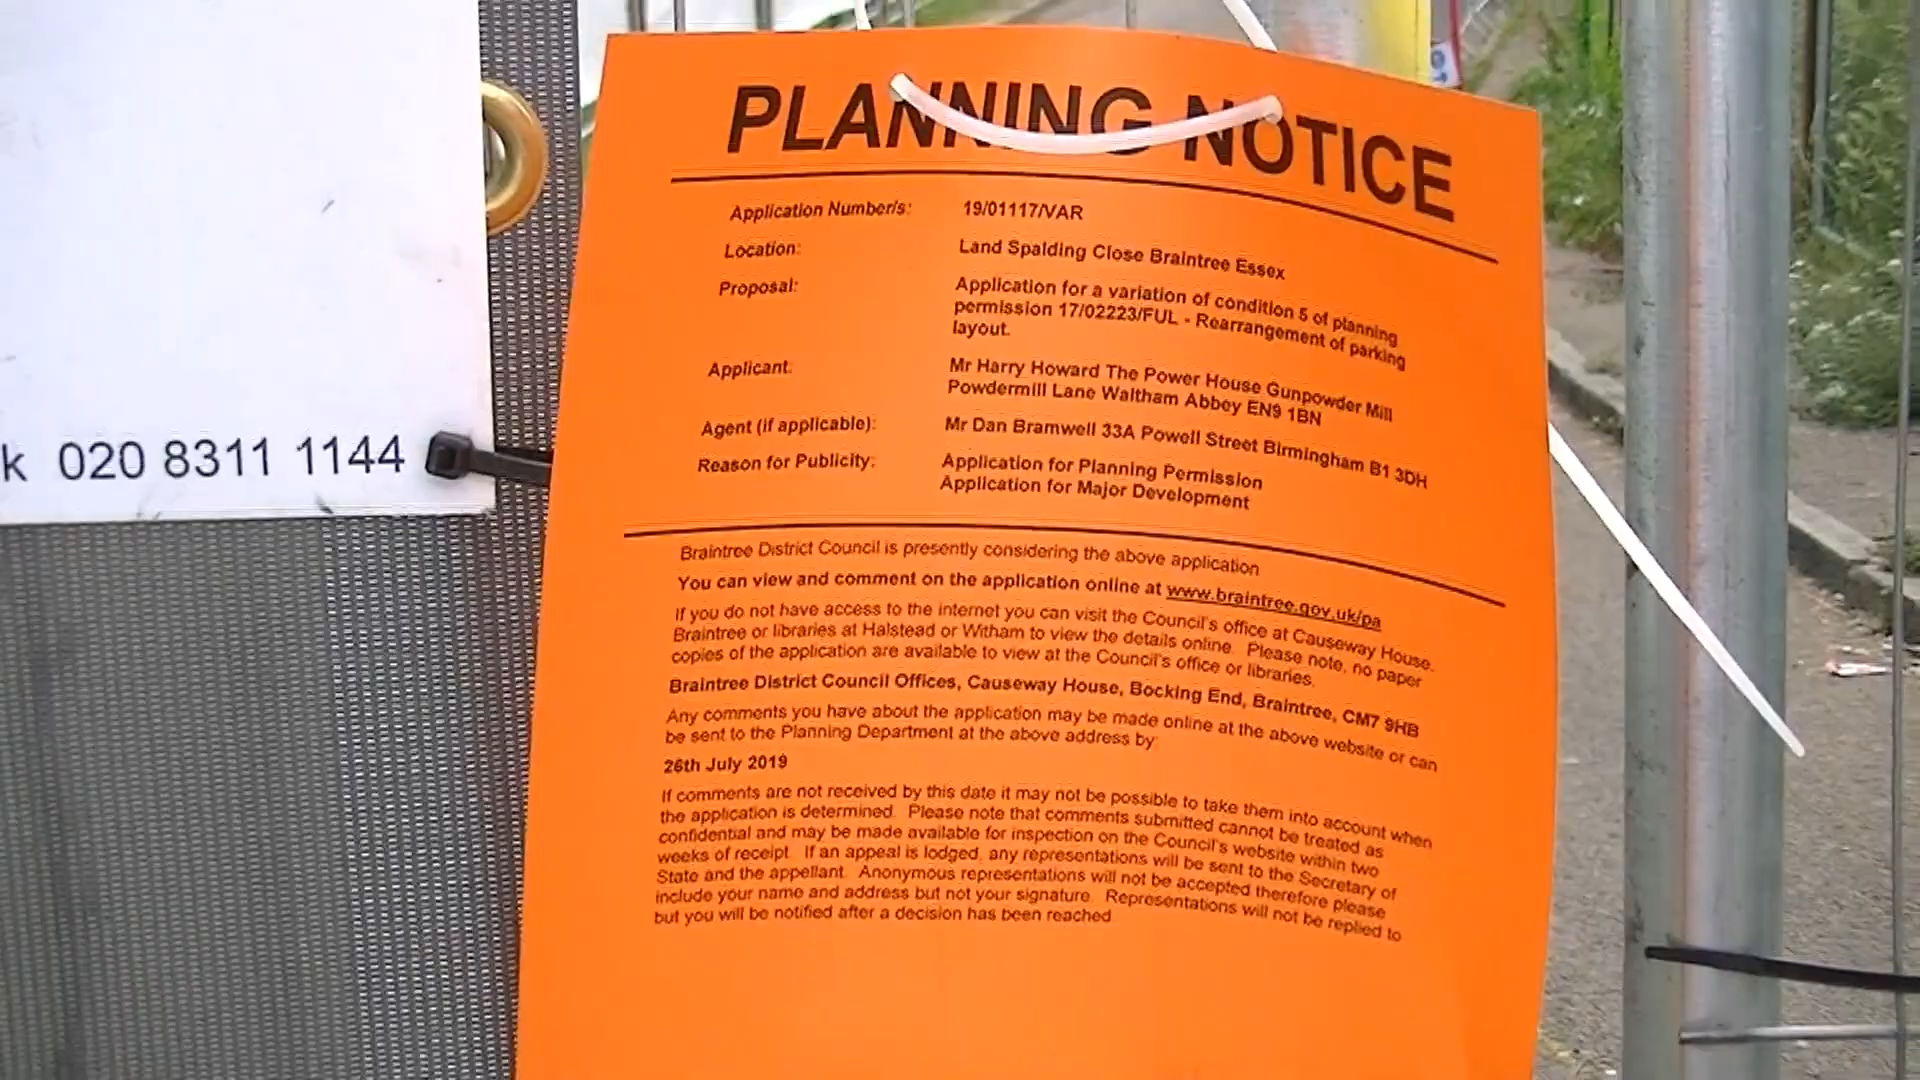 k 020 8311 1144
PLANNING NOTICE
Application Number/s: 19/01117/VAR
Location: Land Spalding Close Braintree Essex
Proposal: Application for a variation of condition 5 of planning
permission 17/02223/FUL - Rearrangement of parking
layout.
Applicant: Mr Harry Howard The Power House Gunpowder Mill
Powdermill Lane Waltham Abbey EN9 1BN
Agent (if applicable): Mr Dan Bramwell 33A Powell Street Birmingham B1 3DH
Reason for Publicity: Application for Planning Permission
Application for Major Development
Braintree District Council is presently considering the above application
You can view and comment on the application online at www.braintree.gov.uk/pa
If you do not have access to the internet you can visit the Council's office at Causeway House,
Braintree or libraries at Halstead or Witham to view the details online. Please note, no paper
copies of the application are available to view at the Council's office or libraries.
Braintree District Council Offices, Causeway House, Bocking End, Braintree, CM7 9HB
Any comments you have about the application may be made online at the above website or can
be sent to the Planning Department at the above address by:
26th July 2019
If comments are not received by this date it may not be possible to take them into account when
the application is determined. Please note that comments submitted cannot be treated as
confidential and may be made available for inspection on the Council's website within two
weeks of receipt. If an appeal is lodged, any representations will be sent to the Secretary of
State and the appellant. Anonymous representations will not be accepted therefore please
include your name and address but not your signature. Representations will not be replied to
but you will be notified after a decision has been reached.